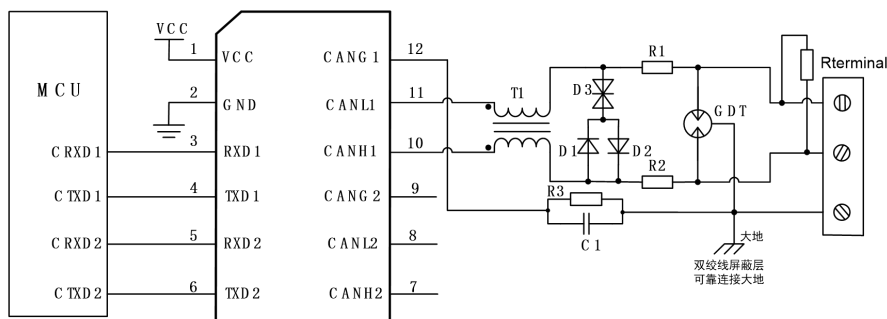 VCC
1
VCC
CANG1
12
R1
Rterminal
MCU
2
GND
CANL1
11
T1
D3
GDT
3
CRXD1
RXD1
CANH1
10
D1
D2
4
CTXD1
TXD1
CANG2
9
R3
R2
5
CRXD2
RXD2
CANL2
8
C1
大地
双绞线屏蔽层
可靠连接大地
6
CTXD2
TXD2
CANH2
7